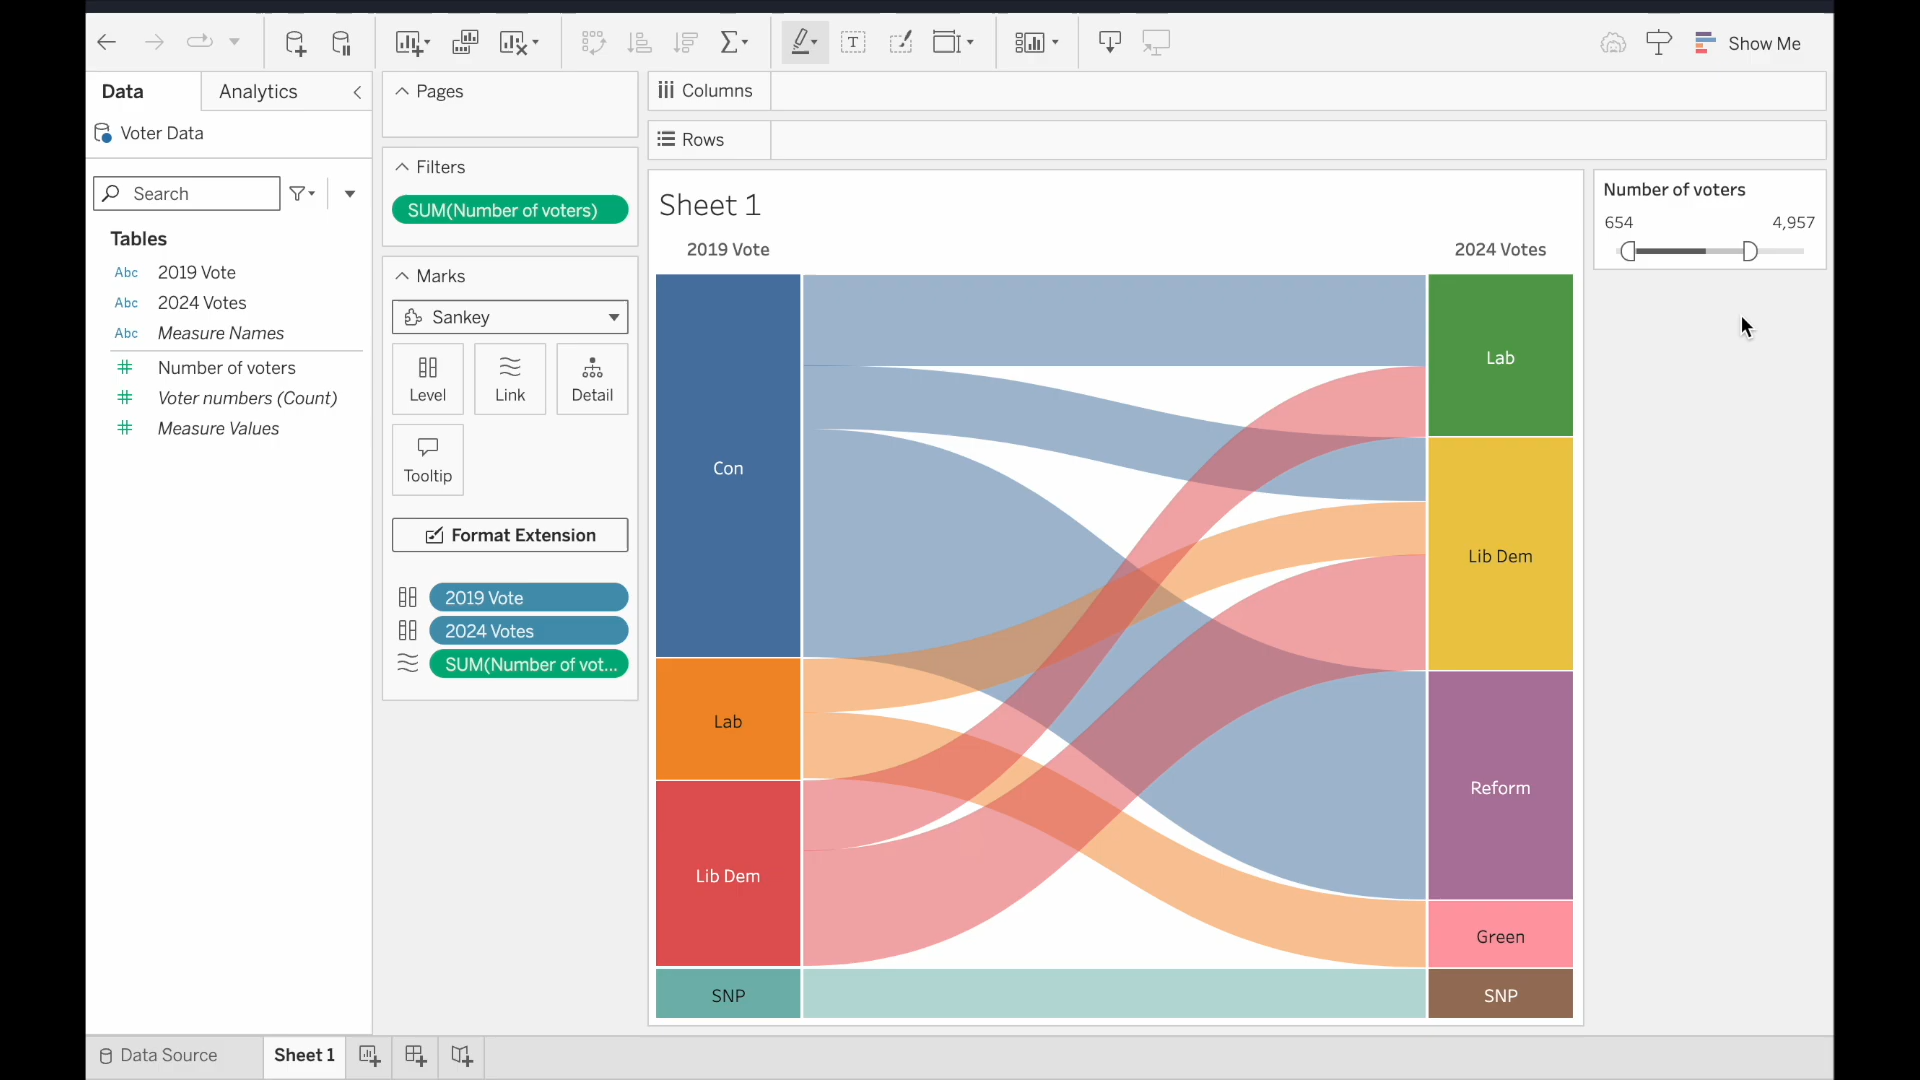 Show Me
Data
Analytics
Voter Data
Search
Tables
Abc 2019 Vote
Abc 2024 Votes
Abc Measure Names
# Number of voters
# Voter numbers (Count)
# Measure Values
Pages
Filters
SUM(Number of voters)
Marks
Sankey
Level
Link
Detail
Tooltip
Format Extension
2019 Vote
2024 Votes
SUM(Number of vot...
Columns
Rows
Sheet 1
2019 Vote
2024 Votes
Con
Lab
Lib Dem
SNP
Lab
Lib Dem
Reform
Green
SNP
Number of voters
654
4,957
Data Source
Sheet 1